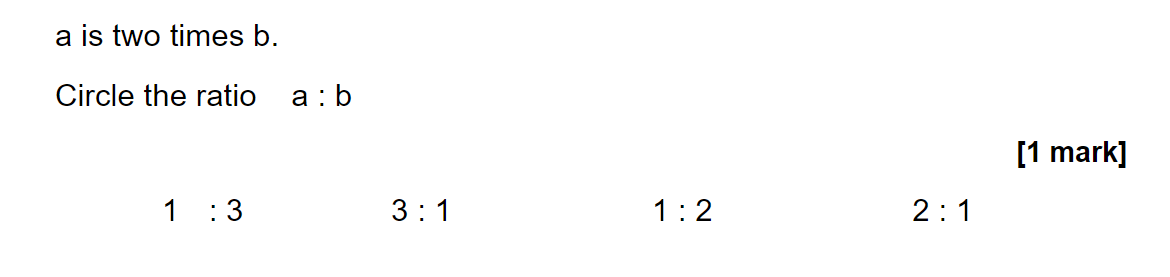 a is two times b.
Circle the ratio a : b
[1 mark]
1 : 3 3 : 1 1 : 2 2 : 1